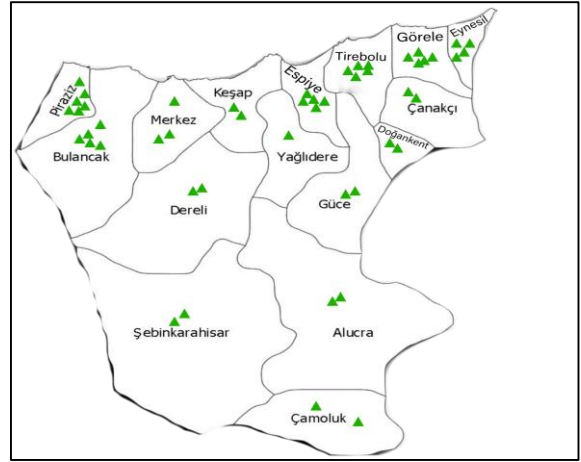 Eynesil
Görele
Tirebolu
Espiye
Keşap
Piraziz
Merkez
Çanakçı
Doğankent
Bulancak
Yağlıdere
Dereli
Güce
Şebinkarahisar
Alucra
Çamoluk